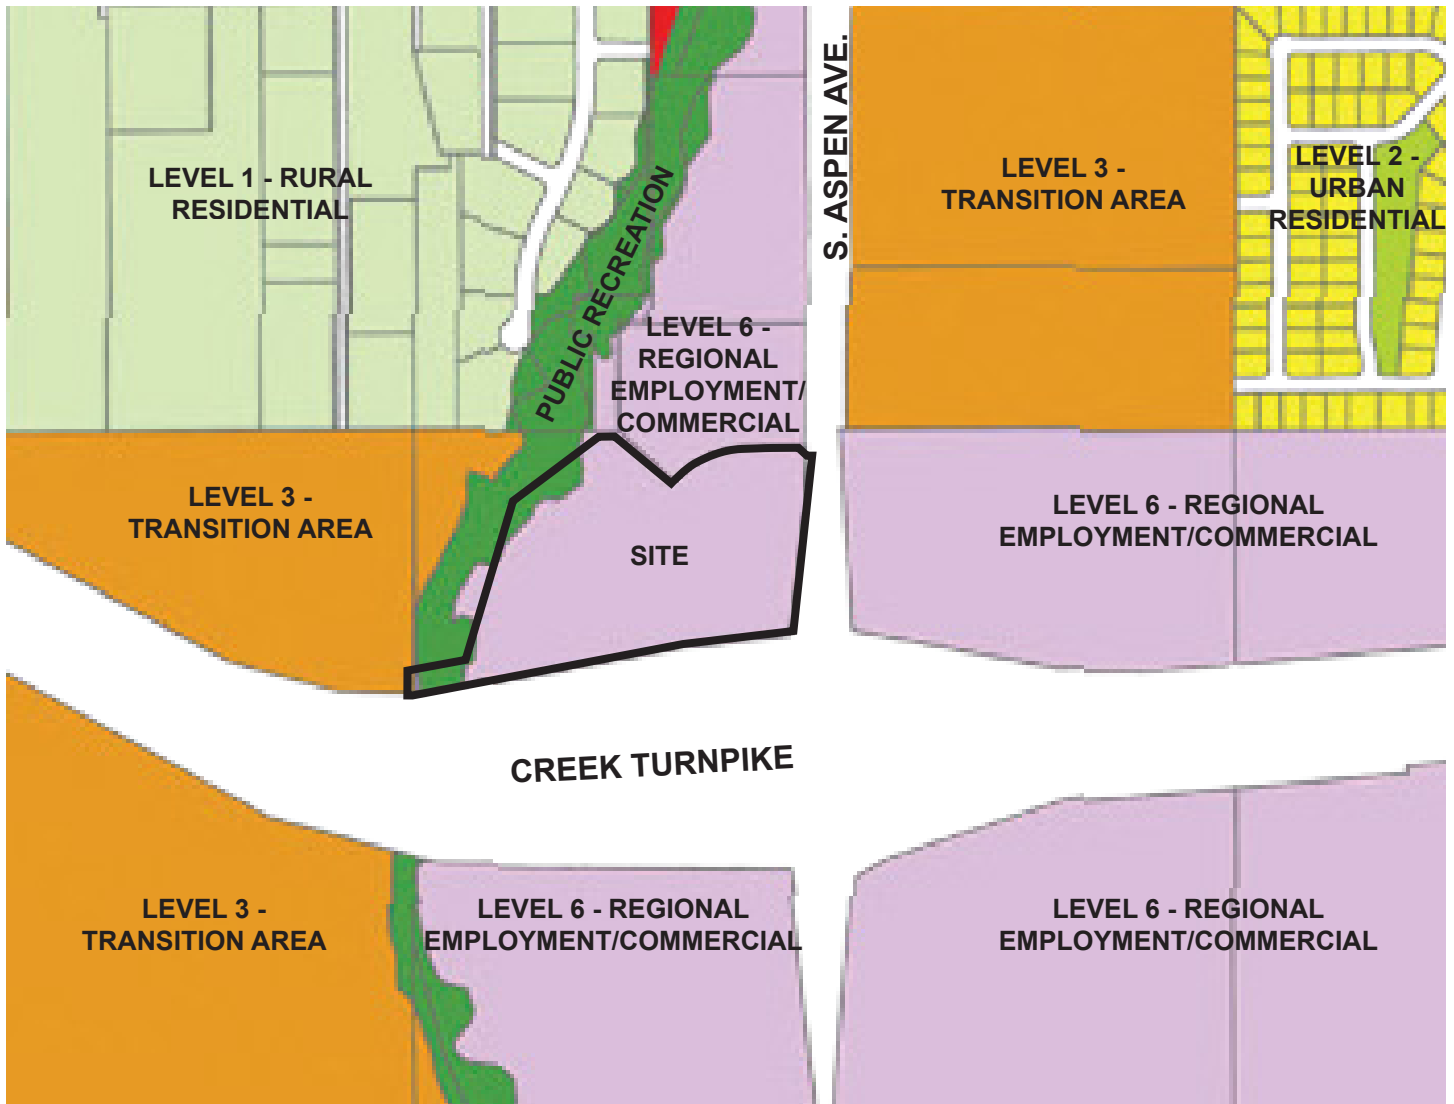 LEVEL 1 - RURAL
RESIDENTIAL
PUBLIC RECREATION
S. ASPEN AVE.
LEVEL 3 -
TRANSITION AREA
LEVEL 2 -
URBAN
RESIDENTIAL
LEVEL 6 -
REGIONAL
EMPLOYMENT/
COMMERCIAL
LEVEL 3 -
TRANSITION AREA
SITE
LEVEL 6 - REGIONAL
EMPLOYMENT/COMMERCIAL
CREEK TURNPIKE
LEVEL 3 -
TRANSITION AREA
LEVEL 6 - REGIONAL
EMPLOYMENT/COMMERCIAL
LEVEL 6 - REGIONAL
EMPLOYMENT/COMMERCIAL